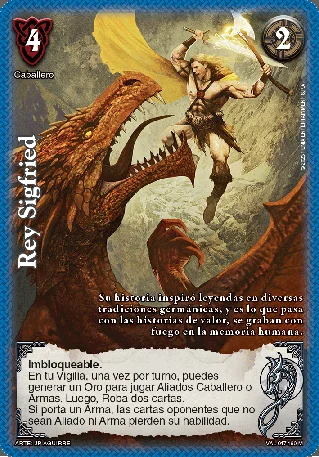 4
2
Caballero
Rey Sigfried
Su historia inspiró leyendas en diversas
tradiciones germánicas, y es lo que pasa
con las historias de valor, se graban con
fuego en la memoria humana.
Imbloqueable.
En tu Vigilia, una vez por turno, puedes
generar un Oro para jugar Aliados Caballero o
Armas. Luego, Roba dos cartas.
Si porta un Arma, las cartas oponentes que no
sean Aliado ni Arma pierden su habilidad.